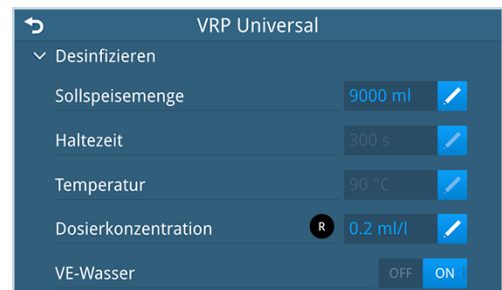 VRP Universal
Desinfizieren
Sollspeisemenge 9000 ml
Haltezeit 300 s
Temperatur 90 °C
Dosierkonzentration R 0.2 ml/l
VE-Wasser OFF ON